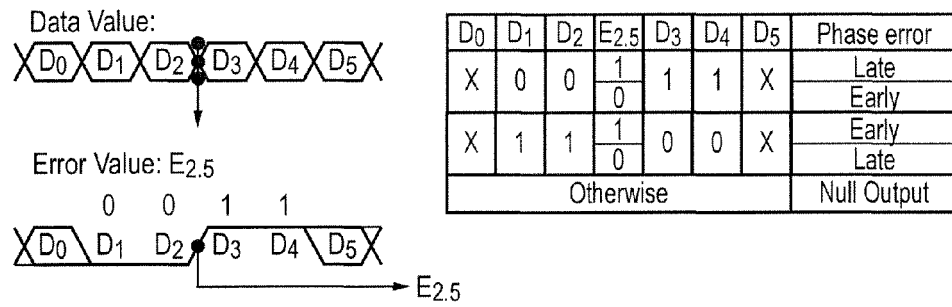 Data Value:
D0 D1 D2 D3 D4 D5
Error Value: E2.5
0 0 1 1
D0 D1 D2 D3 D4 D5
E2.5
D0 D1 D2 E2.5 D3 D4 D5 Phase error
X 0 0 1 1 1 X Late
0 Early
X 1 1 1 0 0 X Early
0 Late
Otherwise Null Output